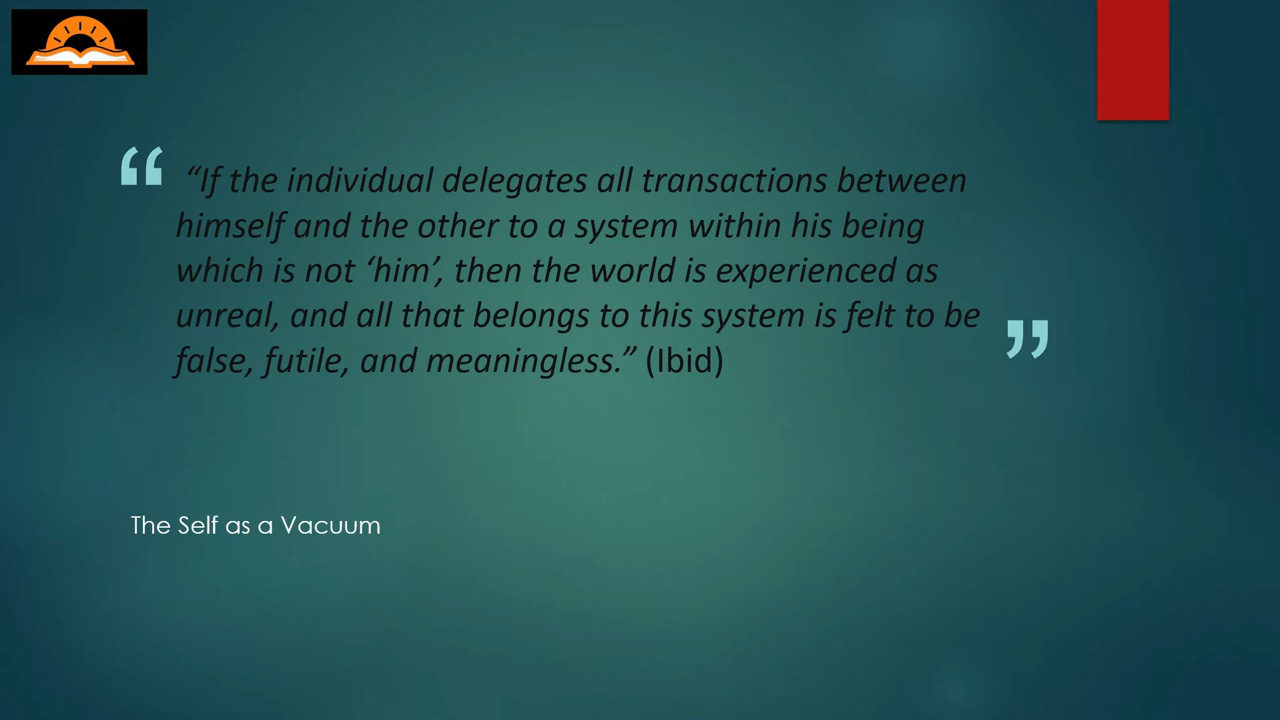 “If the individual delegates all transactions between
himself and the other to a system within his being
which is not ‘him’, then the world is experienced as
unreal, and all that belongs to this system is felt to be
false, futile, and meaningless.” (Ibid)
The Self as a Vacuum